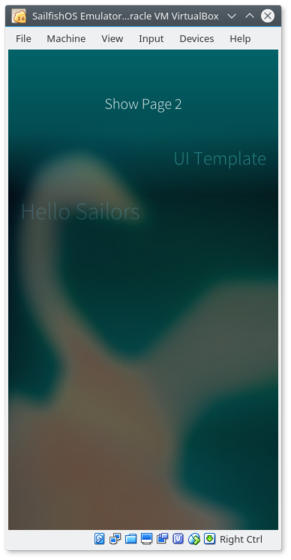 SailfishOS Emulator...racle VM VirtualBox
File Machine View Input Devices Help
Show Page 2
UI Template
Hello Sailors
Right Ctrl